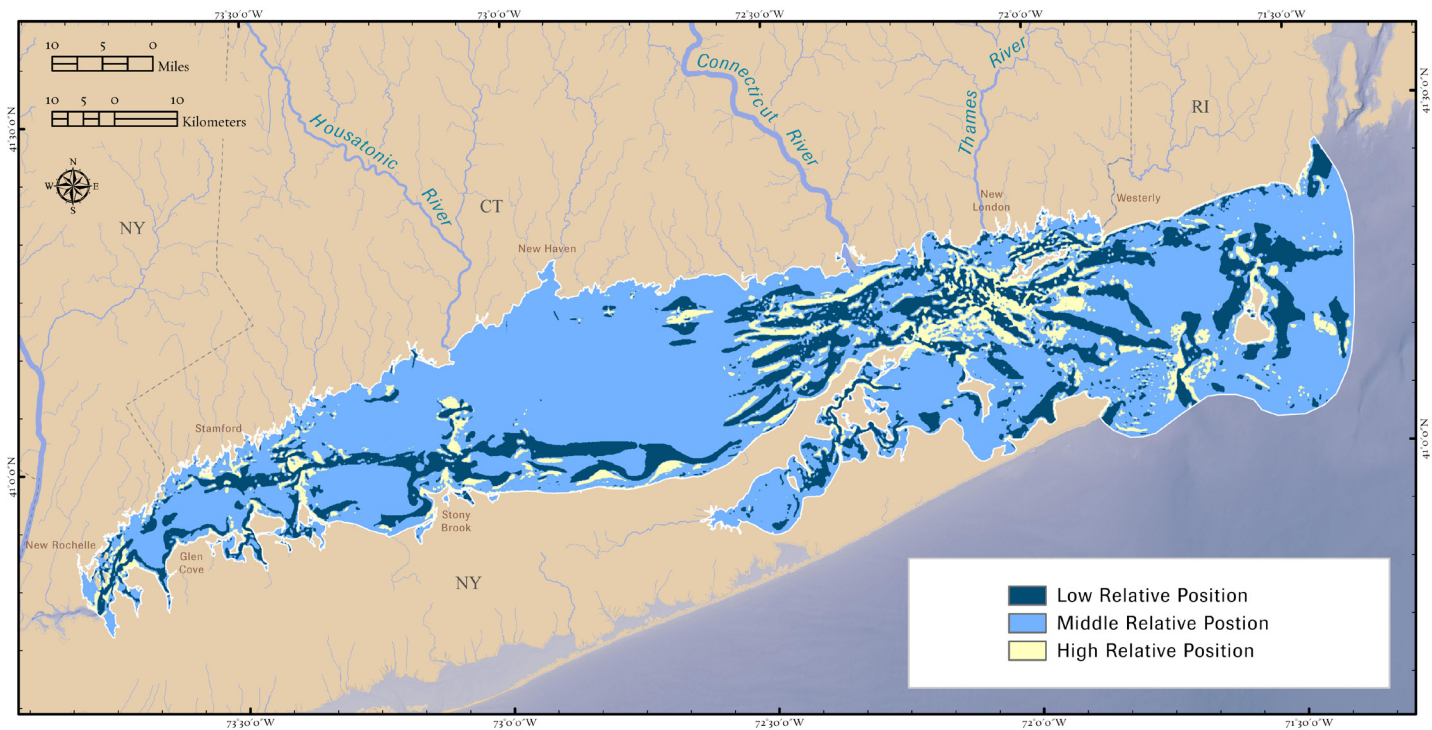 73°30'0"W 73°0'0"W 72°30'0"W 72°0'0"W 71°30'0"W
10 5 0
Miles
10 5 0 10
Kilometers
41°30'0"N
41°30'0"N
N
W E
S
Housatonic
River
Connecticut
River
Thames
River
RI
NY
CT
New
London
Westerly
New Haven
Stamford
41°0'0"N
41°0'0"N
Stony
Brook
New Rochelle
Glen
Cove
NY
Low Relative Position
Middle Relative Postion
High Relative Position
73°30'0"W 73°0'0"W 72°30'0"W 72°0'0"W 71°30'0"W